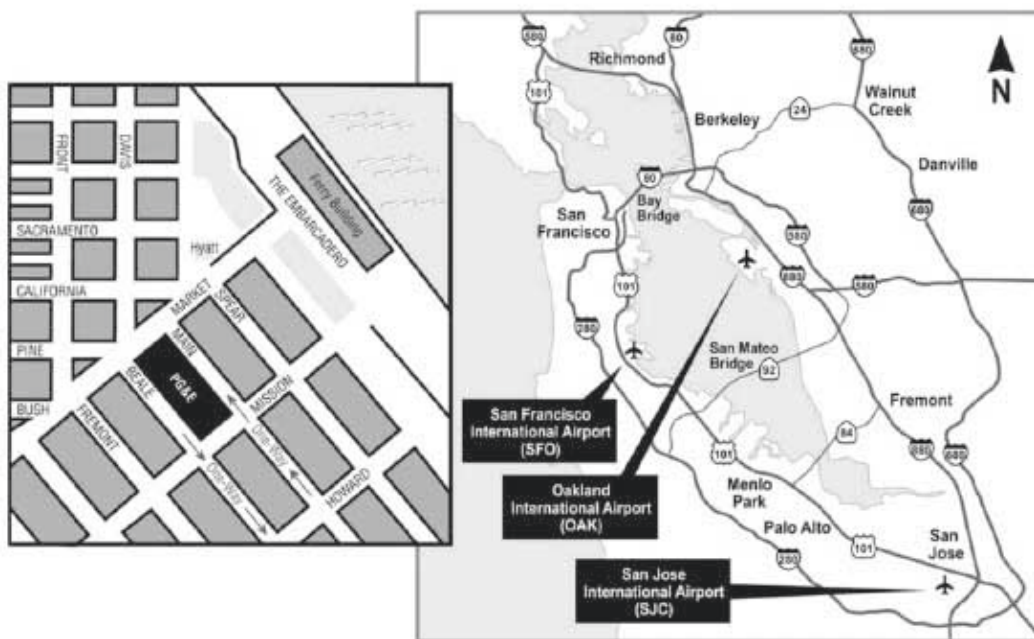 FRONT
DAVIS
SACRAMENTO
CALIFORNIA
PINE
BUSH
Hyatt
THE EMBARCADERO
Ferry Building
MARKET
SPEAR
MAIN
PG&E
BEALE
FREMONT
MISSION
HOWARD
One-Way
One-Way
N
580
80
680
Richmond
101
Walnut
Creek
24
Berkeley
Danville
80
Bay
Bridge
San
Francisco
680
580
101
880
580
280
San Mateo
Bridge
92
Fremont
San Francisco
International Airport
(SFO)
84
101
880
680
Oakland
International Airport
(OAK)
Menlo
Park
Palo Alto
101
San
Jose
280
San Jose
International Airport
(SJC)